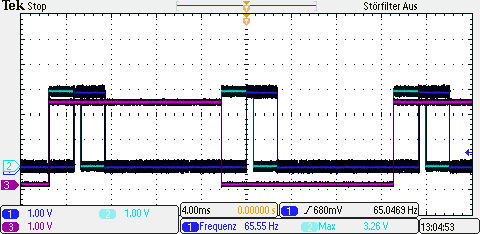 Tek Stop Störfilter Aus
T
2
3
1 1.00 V 2 1.00 V 4.00ms 0.00000 s 1 680mV 65.0469 Hz
3 1.00 V 1 Frequenz 65.55 Hz 2 Max 3.26 V 13:04:53